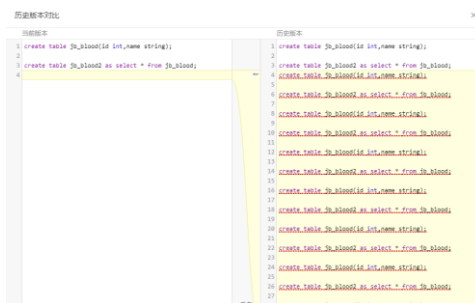 历史版本对比
当前版本
1 create table jb_blood(id int,name string);
2
3 create table jb_blood2 as select * from jb_blood;
4
历史版本
1 create table jb_blood(id int,name string);
2
3 create table jb_blood2 as select * from jb_blood;
4 create table jb_blood(id int,name string);
5
6 create table jb_blood2 as select * from jb_blood;
7
8 create table jb_blood(id int,name string);
9
10 create table jb_blood2 as select * from jb_blood;
11
12 create table jb_blood(id int,name string);
13
14 create table jb_blood2 as select * from jb_blood;
15
16 create table jb_blood(id int,name string);
17
18 create table jb_blood2 as select * from jb_blood;
19
20 create table jb_blood(id int,name string);
21
22 create table jb_blood2 as select * from jb_blood;
23
24 create table jb_blood(id int,name string);
25
26 create table jb_blood2 as select * from jb_blood;
27